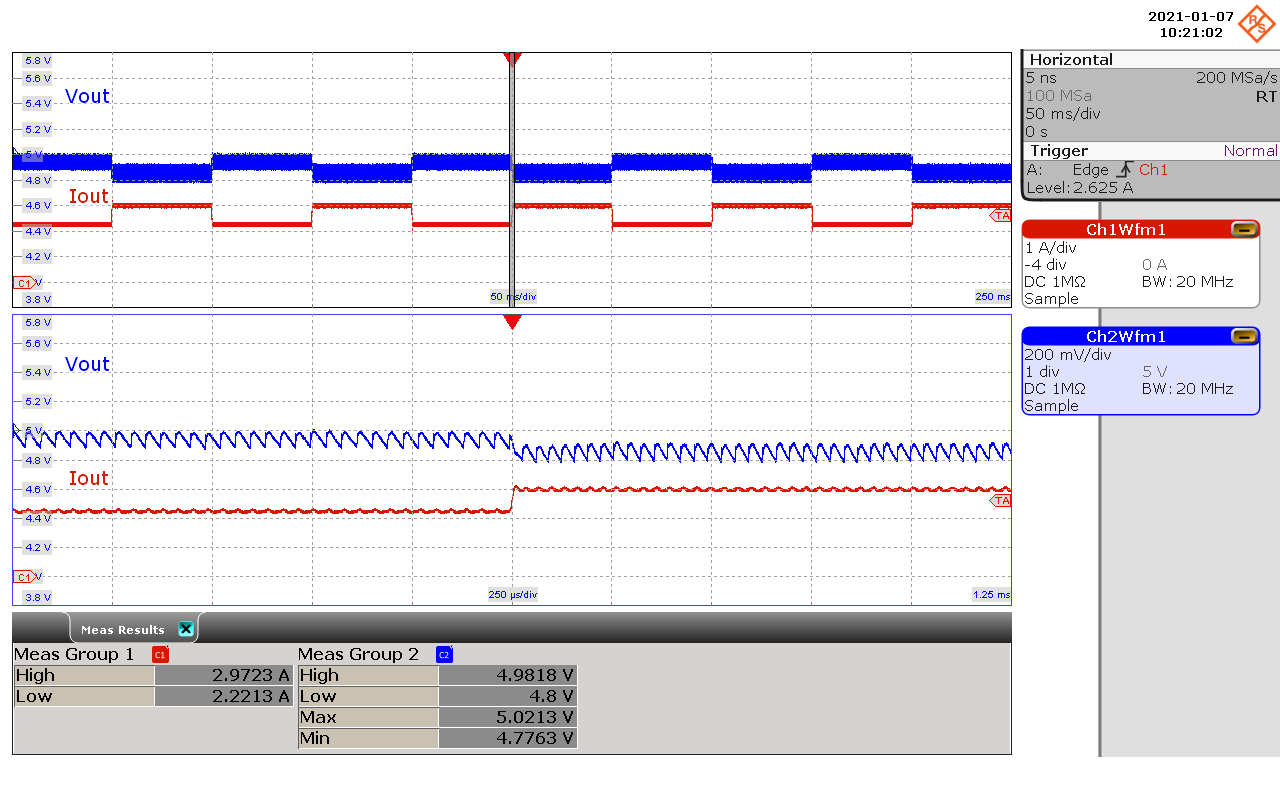 2021-01-07
10:21:02
R S
Horizontal
5 ns 200 MSa/s
100 MSa RT
50 ms/div
0 s
Trigger Normal
A: Edge Ch1
Level: 2.625 A
Ch1Wfm1
1 A/div
-4 div 0 A
DC 1MΩ BW: 20 MHz
Sample
Ch2Wfm1
200 mV/div
1 div 5 V
DC 1MΩ BW: 20 MHz
Sample
5.8 V
5.6 V
Vout
5.4 V
5.2 V
5 V
4.8 V
Iout
4.6 V
TA
4.4 V
4.2 V
C1 V
3.8 V
50 ms/div
250 ms
5.8 V
5.6 V
Vout
5.4 V
5.2 V
5 V
4.8 V
Iout
4.6 V
TA
4.4 V
4.2 V
C1 V
3.8 V
250 µs/div
1.25 ms
Meas Results
Meas Group 1 C1
High 2.9723 A
Low 2.2213 A
Meas Group 2 C2
High 4.9818 V
Low 4.8 V
Max 5.0213 V
Min 4.7763 V